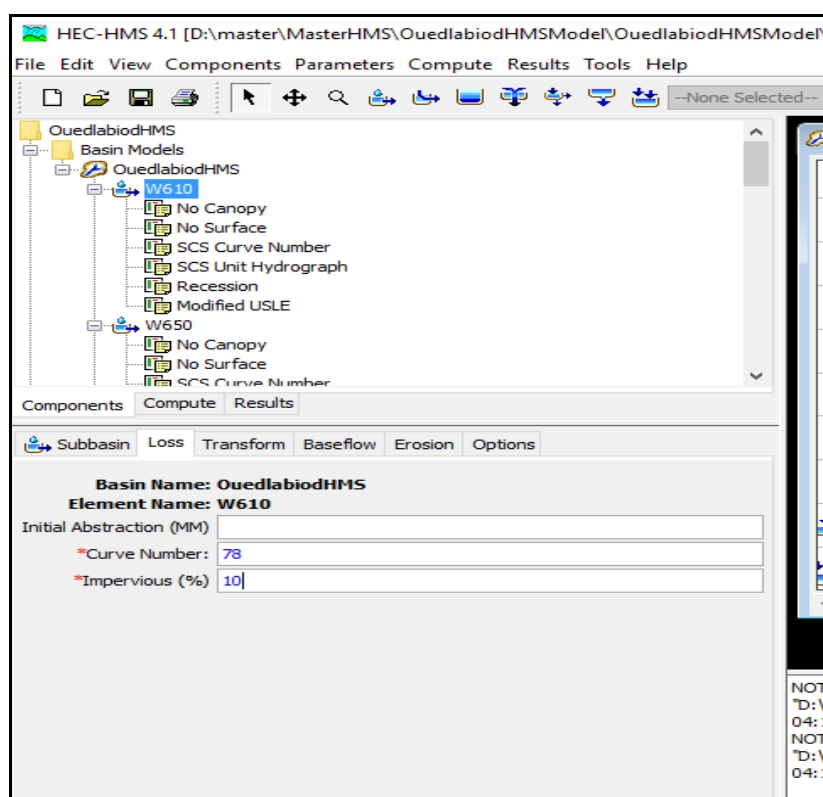 HEC-HMS 4.1 [D:\master\MasterHMS\OuedlabiodHMSModel\OuedlabiodHMSModel\
File Edit View Components Parameters Compute Results Tools Help
--None Selected--
OuedlabiodHMS
Basin Models
OuedlabiodHMS
W610
No Canopy
No Surface
SCS Curve Number
SCS Unit Hydrograph
Recession
Modified USLE
W650
No Canopy
No Surface
SCS Curve Number
Components Compute Results
Subbasin Loss Transform Baseflow Erosion Options
Basin Name: OuedlabiodHMS
Element Name: W610
Initial Abstraction (MM)
*Curve Number: 78
*Impervious (%) 10
NOT
"D:\
04:
NOT
"D:\
04: